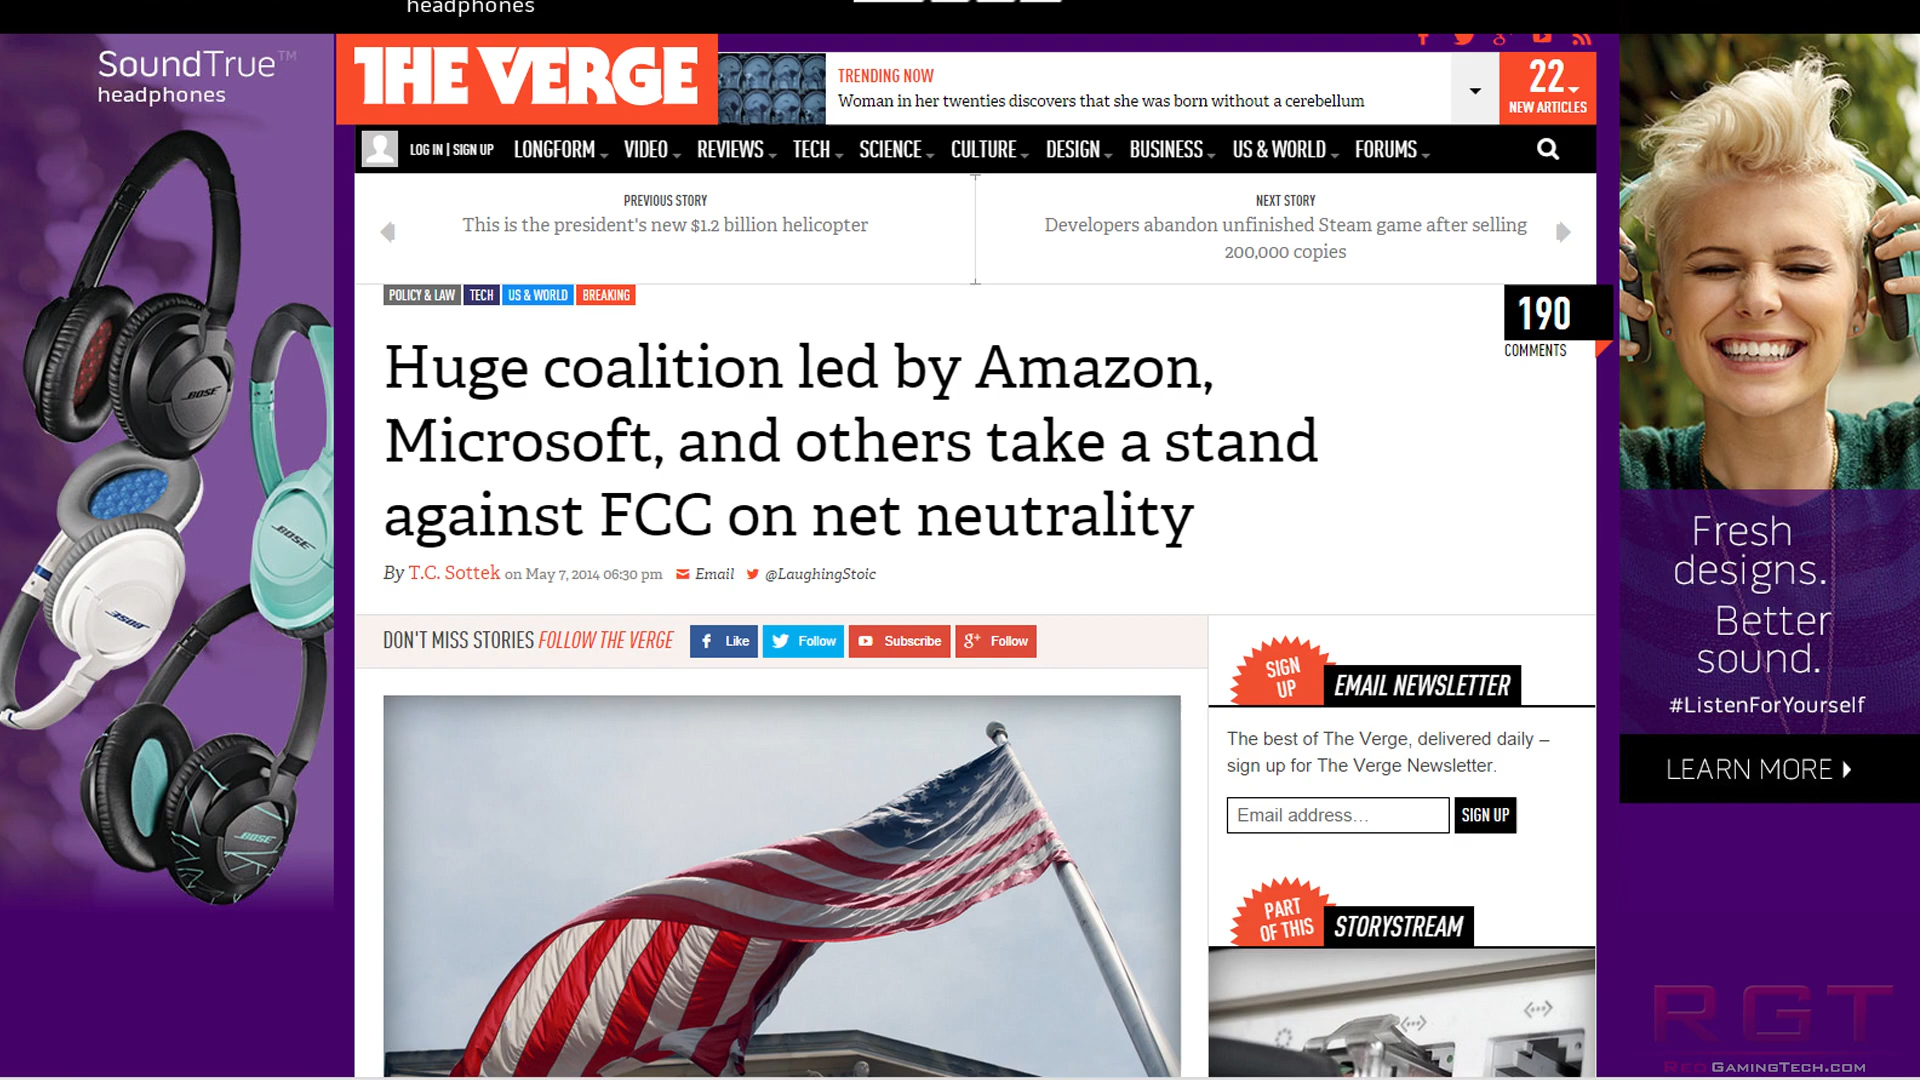 headphones
SoundTrue™
headphones
BOSE
BOSE
BOSE
BOSE
THE VERGE
TRENDING NOW
Woman in her twenties discovers that she was born without a cerebellum
22
NEW ARTICLES
LOG IN | SIGN UP LONGFORM VIDEO REVIEWS TECH SCIENCE CULTURE DESIGN BUSINESS US & WORLD FORUMS
PREVIOUS STORY
This is the president's new $1.2 billion helicopter
NEXT STORY
Developers abandon unfinished Steam game after selling
200,000 copies
POLICY & LAW TECH US & WORLD BREAKING
190
COMMENTS
Huge coalition led by Amazon,
Microsoft, and others take a stand
against FCC on net neutrality
By T.C. Sottek on May 7, 2014 06:30 pm Email @LaughingStoic
DON'T MISS STORIES FOLLOW THE VERGE Like Follow Subscribe g+ Follow
SIGN
UP
EMAIL NEWSLETTER
The best of The Verge, delivered daily –
sign up for The Verge Newsletter.
Email address... SIGN UP
PART
OF THIS
STORYSTREAM
Fresh
designs.
Better
sound.
#ListenForYourself
LEARN MORE
RGT
RED GAMINGTECH.COM